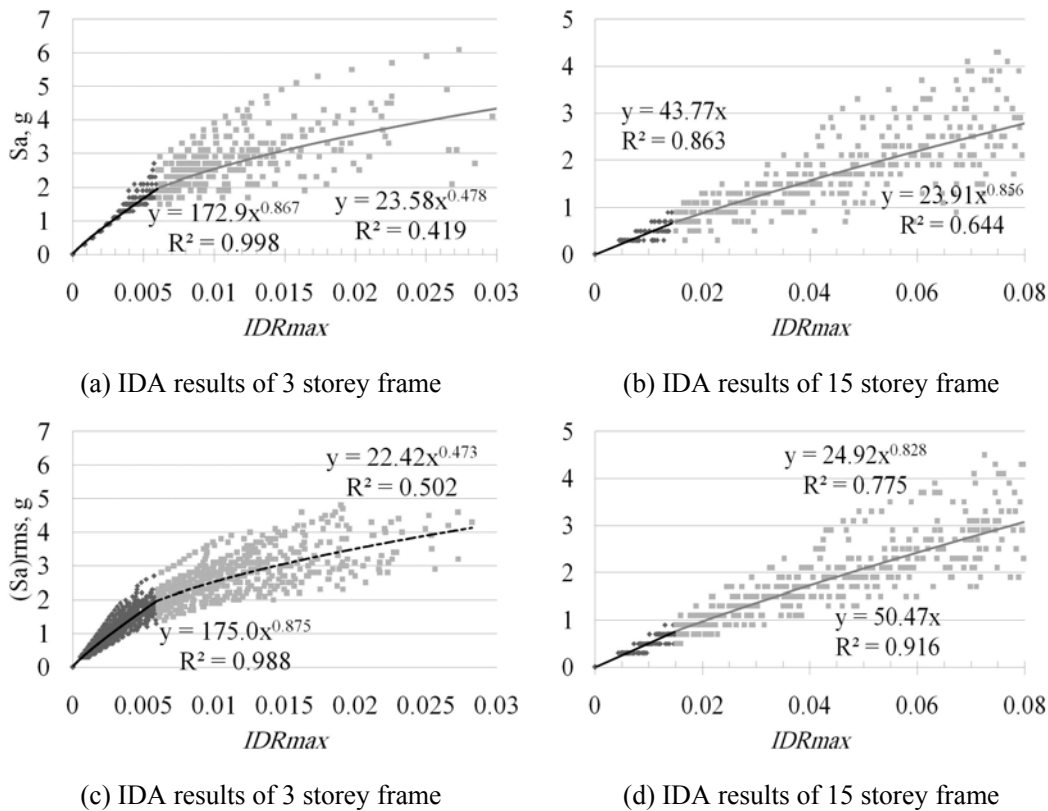 7
6
5
4
3
2
1
0
Sa, g
y = 172.9x^0.867
R² = 0.998
y = 23.58x^0.478
R² = 0.419
0 0.005 0.01 0.015 0.02 0.025 0.03
IDRmax
(a) IDA results of 3 storey frame
5
4
3
2
1
0
y = 43.77x
R² = 0.863
y = 23.91x^0.856
R² = 0.644
0 0.02 0.04 0.06 0.08
IDRmax
(b) IDA results of 15 storey frame
7
6
5
4
3
2
1
0
(Sa)rms, g
y = 22.42x^0.473
R² = 0.502
y = 175.0x^0.875
R² = 0.988
0 0.005 0.01 0.015 0.02 0.025 0.03
IDRmax
(c) IDA results of 3 storey frame
5
4
3
2
1
0
y = 24.92x^0.828
R² = 0.775
y = 50.47x
R² = 0.916
0 0.02 0.04 0.06 0.08
IDRmax
(d) IDA results of 15 storey frame